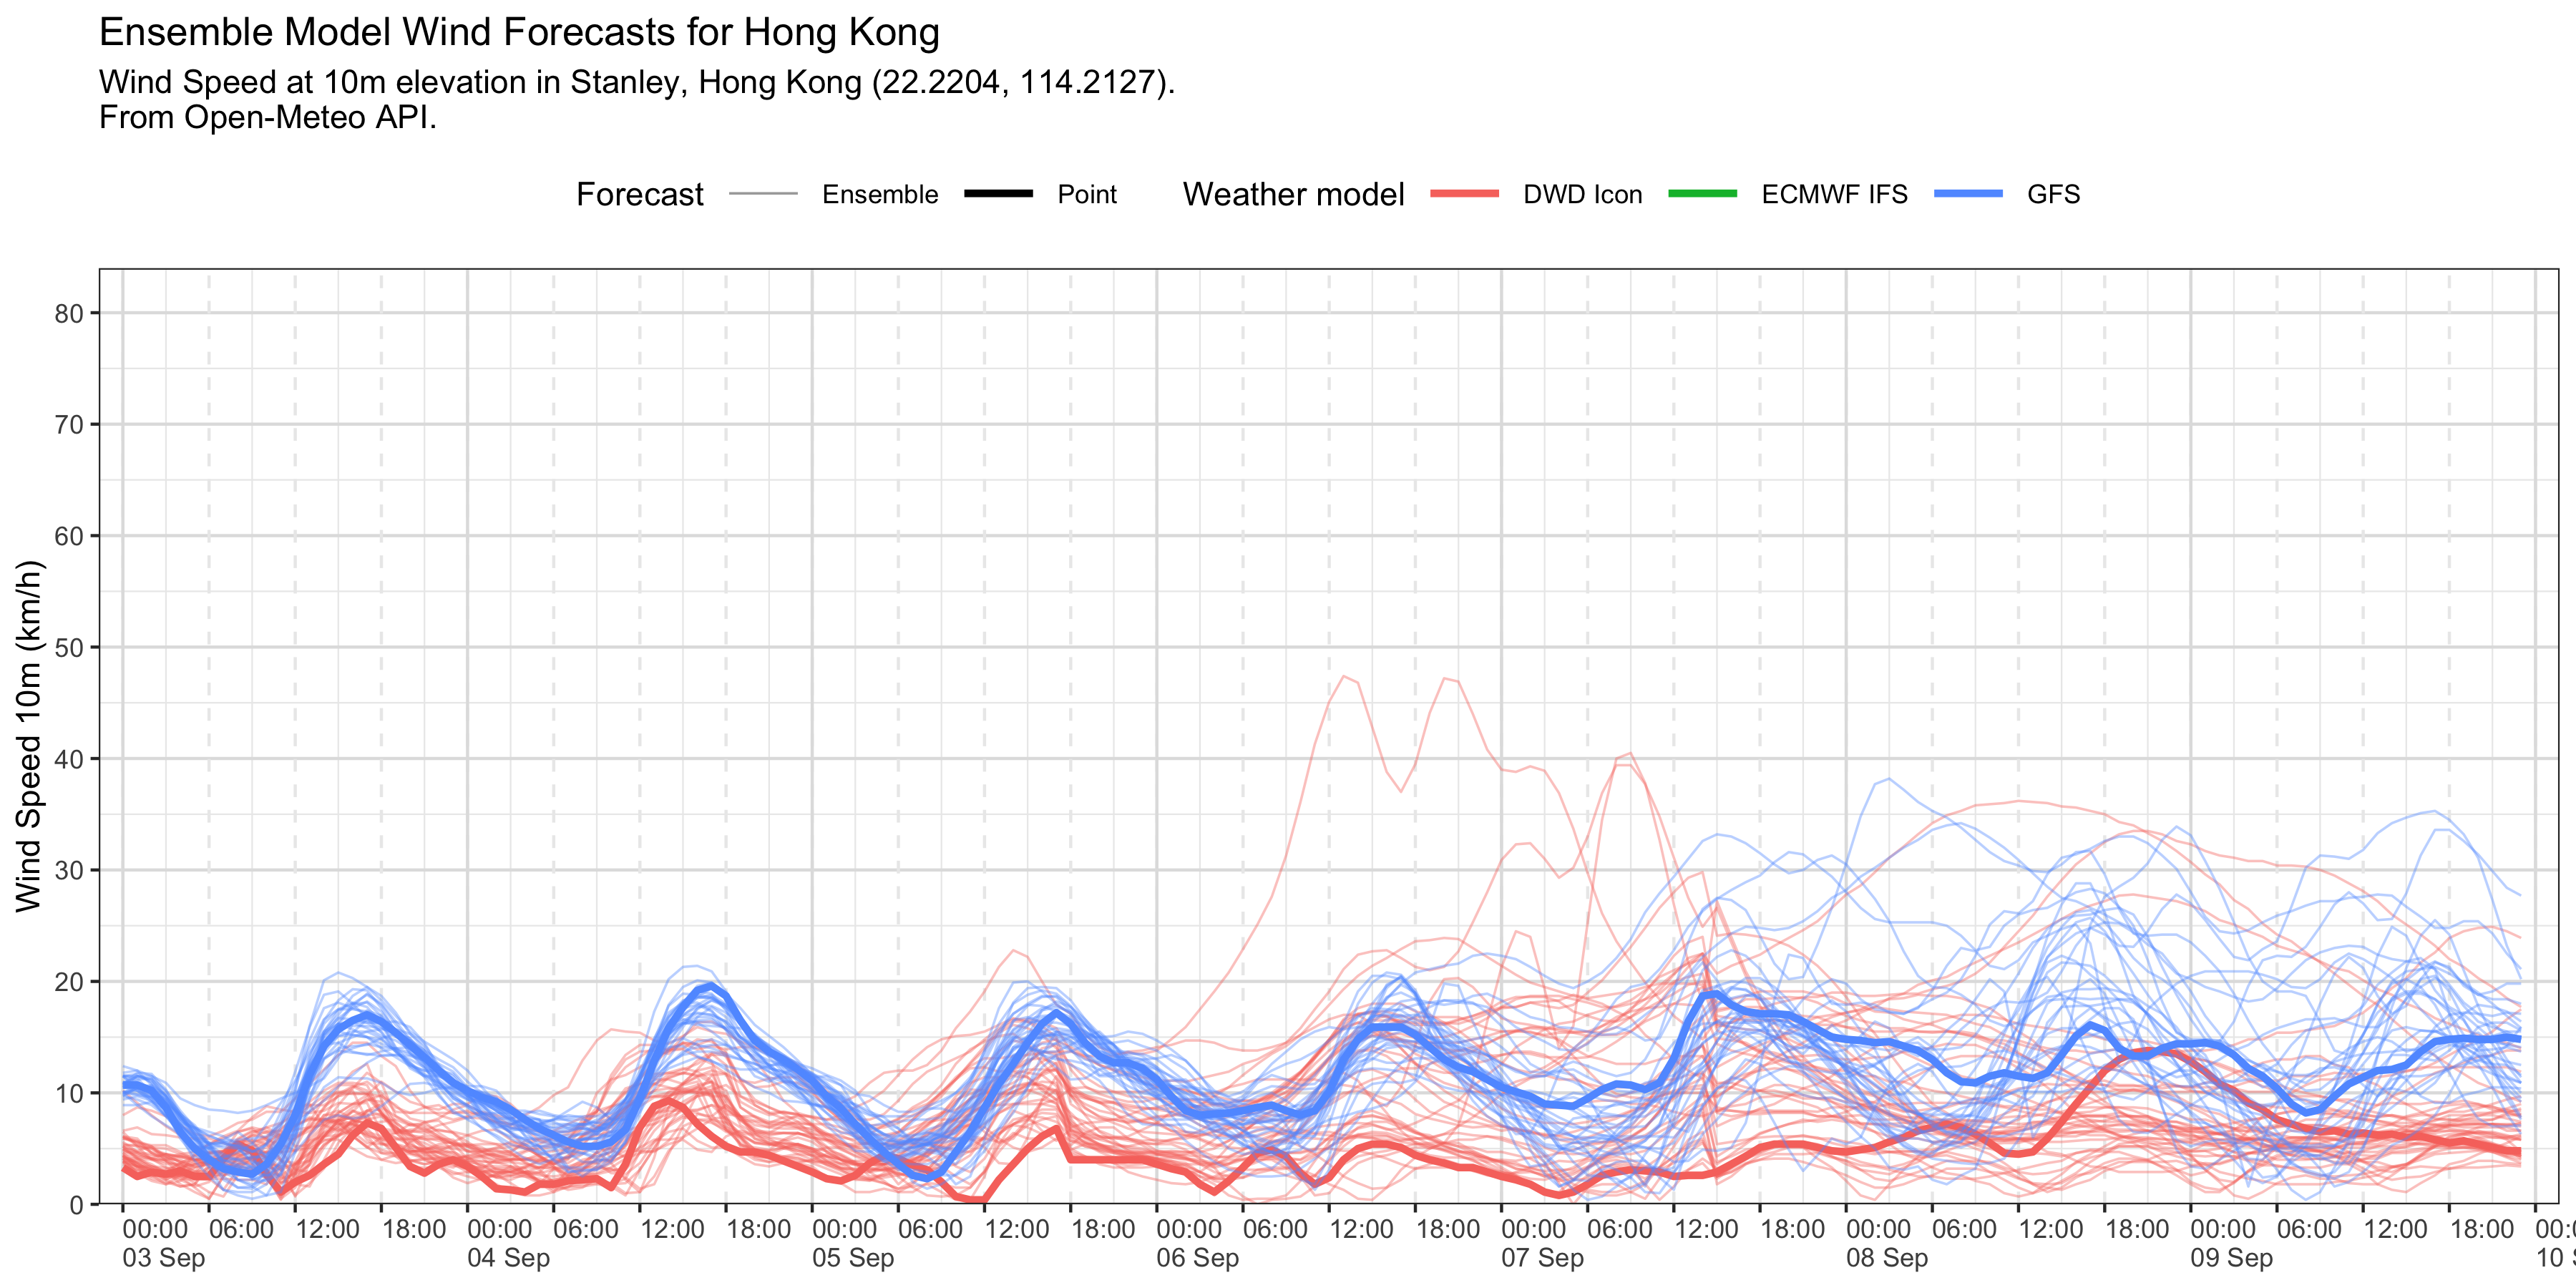 Ensemble Model Wind Forecasts for Hong Kong
Wind Speed at 10m elevation in Stanley, Hong Kong (22.2204, 114.2127).
From Open-Meteo API.
Forecast Ensemble Point Weather model DWD Icon ECMWF IFS GFS
Wind Speed 10m (km/h)
80
70
60
50
40
30
20
10
0
00:00 06:00 12:00 18:00 00:00 06:00 12:00 18:00 00:00 06:00 12:00 18:00 00:00 06:00 12:00 18:00 00:00 06:00 12:00 18:00 00:00 06:00 12:00 18:00 00:00 06:00 12:00 18:00 00:
03 Sep 04 Sep 05 Sep 06 Sep 07 Sep 08 Sep 09 Sep 10